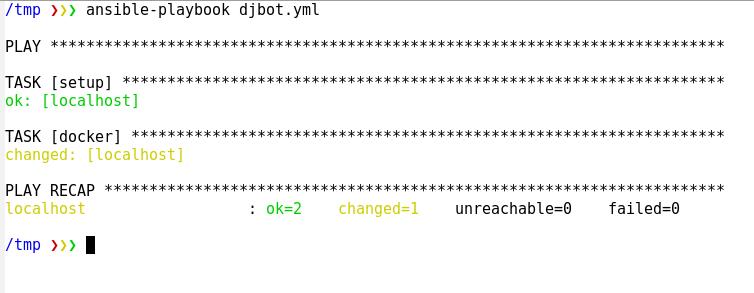 /tmp ❯❯❯ ansible-playbook djbot.yml
PLAY ***************************************************************************
TASK [setup] *******************************************************************
ok: [localhost]
TASK [docker] ******************************************************************
changed: [localhost]
PLAY RECAP *********************************************************************
localhost                  : ok=2    changed=1    unreachable=0    failed=0
/tmp ❯❯❯